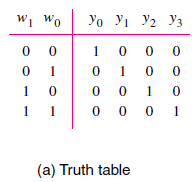 w₁ w₀ y₀ y₁ y₂ y₃
0 0 1 0 0 0
0 1 0 1 0 0
1 0 0 0 1 0
1 1 0 0 0 1
(a) Truth table